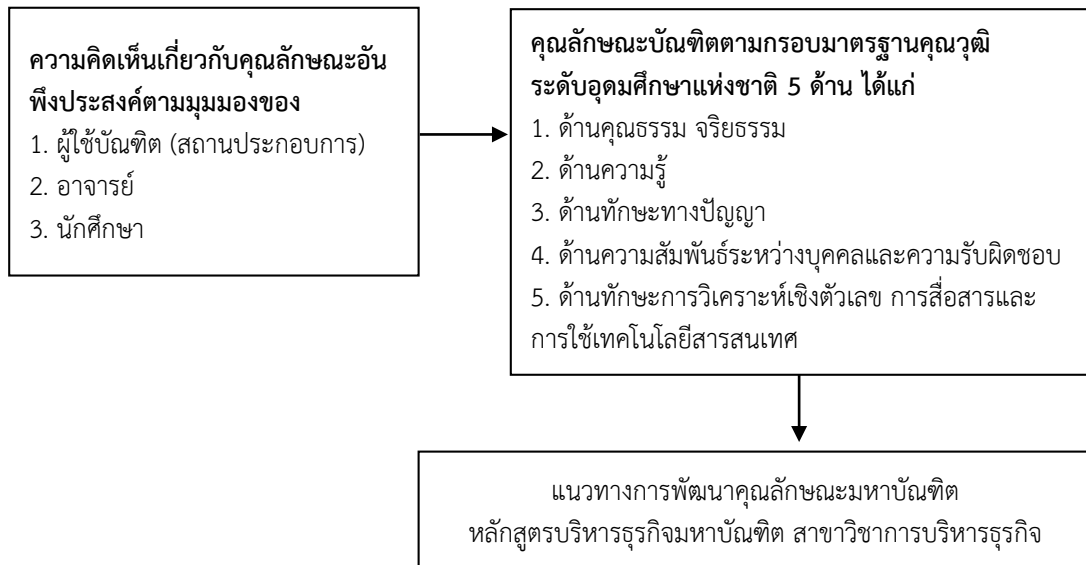 ความคิดเห็นเกี่ยวกับคุณลักษณะอัน
พึงประสงค์ตามมุมมองของ
1. ผู้ใช้บัณฑิต (สถานประกอบการ)
2. อาจารย์
3. นักศึกษา
คุณลักษณะบัณฑิตตามกรอบมาตรฐานคุณวุฒิ
ระดับอุดมศึกษาแห่งชาติ 5 ด้าน ได้แก่
1. ด้านคุณธรรม จริยธรรม
2. ด้านความรู้
3. ด้านทักษะทางปัญญา
4. ด้านความสัมพันธ์ระหว่างบุคคลและความรับผิดชอบ
5. ด้านทักษะการวิเคราะห์เชิงตัวเลข การสื่อสารและ
การใช้เทคโนโลยีสารสนเทศ
แนวทางการพัฒนาคุณลักษณะมหาบัณฑิต
หลักสูตรบริหารธุรกิจมหาบัณฑิต สาขาวิชาการบริหารธุรกิจ